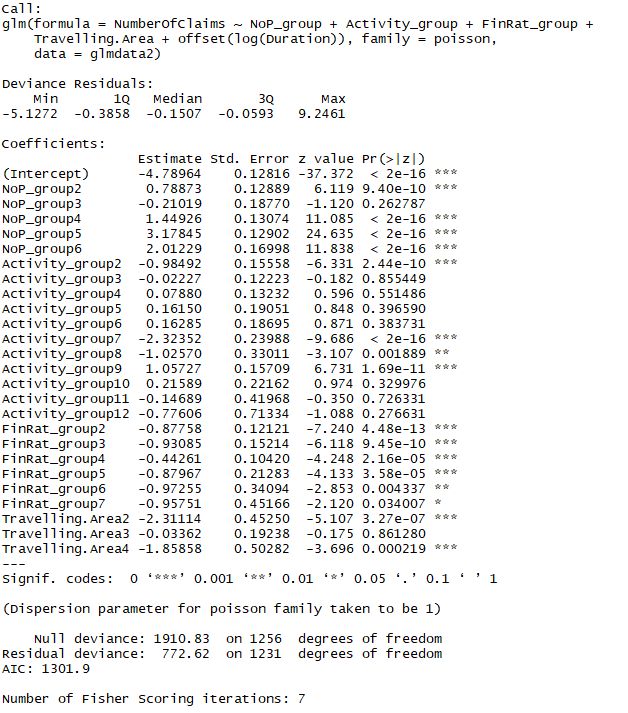 Call:
glm(formula = NumberOfClaims ~ NoP_group + Activity_group + FinRat_group +
    Travelling.Area + offset(log(Duration)), family = poisson,
    data = glmdata2)

Deviance Residuals:
    Min      1Q  Median      3Q     Max
-5.1272 -0.3858 -0.1507 -0.0593  9.2461

Coefficients:
                 Estimate Std. Error z value Pr(>|z|)
(Intercept)      -4.78964    0.12816 -37.372  < 2e-16 ***
NoP_group2        0.78873    0.12889   6.119 9.40e-10 ***
NoP_group3       -0.21019    0.18770  -1.120 0.262787
NoP_group4        1.44926    0.13074  11.085  < 2e-16 ***
NoP_group5        3.17845    0.12902  24.635  < 2e-16 ***
NoP_group6        2.01229    0.16998  11.838  < 2e-16 ***
Activity_group2  -0.98492    0.15558  -6.331 2.44e-10 ***
Activity_group3  -0.02227    0.12223  -0.182 0.855449
Activity_group4   0.07880    0.13232   0.596 0.551486
Activity_group5   0.16150    0.19051   0.848 0.396590
Activity_group6   0.16285    0.18695   0.871 0.383731
Activity_group7  -2.32352    0.23988  -9.686  < 2e-16 ***
Activity_group8  -1.02570    0.33011  -3.107 0.001889 **
Activity_group9   1.05727    0.15709   6.731 1.69e-11 ***
Activity_group10  0.21589    0.22162   0.974 0.329976
Activity_group11 -0.14689    0.41968  -0.350 0.726331
Activity_group12 -0.77606    0.71334  -1.088 0.276631
FinRat_group2    -0.87758    0.12121  -7.240 4.48e-13 ***
FinRat_group3    -0.93085    0.15214  -6.118 9.45e-10 ***
FinRat_group4    -0.44261    0.10420  -4.248 2.16e-05 ***
FinRat_group5    -0.87967    0.21283  -4.133 3.58e-05 ***
FinRat_group6    -0.97255    0.34094  -2.853 0.004337 **
FinRat_group7    -0.95751    0.45166  -2.120 0.034007 *
Travelling.Area2 -2.31114    0.45250  -5.107 3.27e-07 ***
Travelling.Area3 -0.03362    0.19238  -0.175 0.861280
Travelling.Area4 -1.85858    0.50282  -3.696 0.000219 ***
---
Signif. codes:  0 ‘***’ 0.001 ‘**’ 0.01 ‘*’ 0.05 ‘.’ 0.1 ‘ ’ 1

(Dispersion parameter for poisson family taken to be 1)

    Null deviance: 1910.83  on 1256  degrees of freedom
Residual deviance:  772.62  on 1231  degrees of freedom
AIC: 1301.9

Number of Fisher Scoring iterations: 7